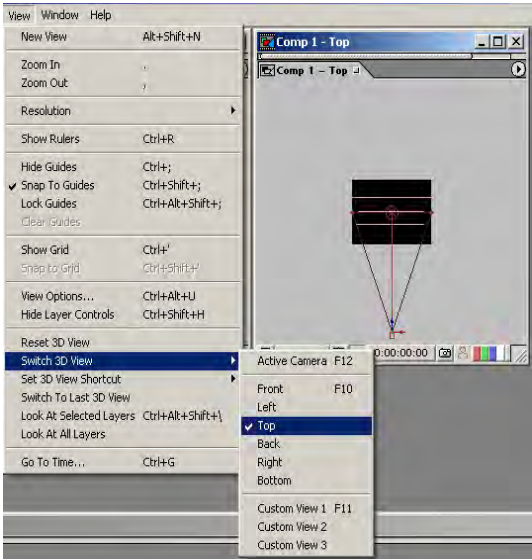 View Window Help
New View Alt+Shift+N
Zoom In .
Zoom Out ,
Resolution
Show Rulers Ctrl+R
Hide Guides Ctrl+;
Snap To Guides Ctrl+Shift+;
Lock Guides Ctrl+Alt+Shift+;
Clear Guides
Show Grid Ctrl+'
Snap to Grid Ctrl+Shift+'
View Options... Ctrl+Alt+U
Hide Layer Controls Ctrl+Shift+H
Reset 3D View
Switch 3D View
Set 3D View Shortcut
Switch To Last 3D View
Look At Selected Layers Ctrl+Alt+Shift+\
Look At All Layers
Go To Time... Ctrl+G
Comp 1 - Top
Comp 1 - Top
0:00:00:00
Active Camera F12
Front F10
Left
Top
Back
Right
Bottom
Custom View 1 F11
Custom View 2
Custom View 3